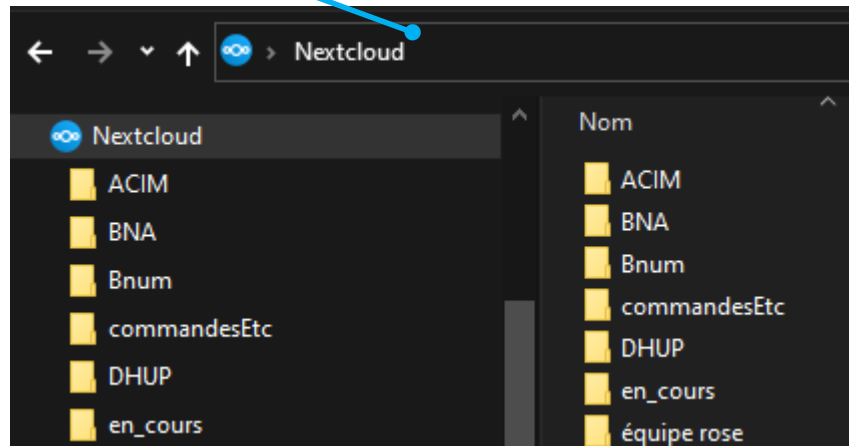 Nextcloud
Nextcloud
ACIM
BNA
Bnum
commandesEtc
DHUP
en_cours
Nom
ACIM
BNA
Bnum
commandesEtc
DHUP
en_cours
équipe rose